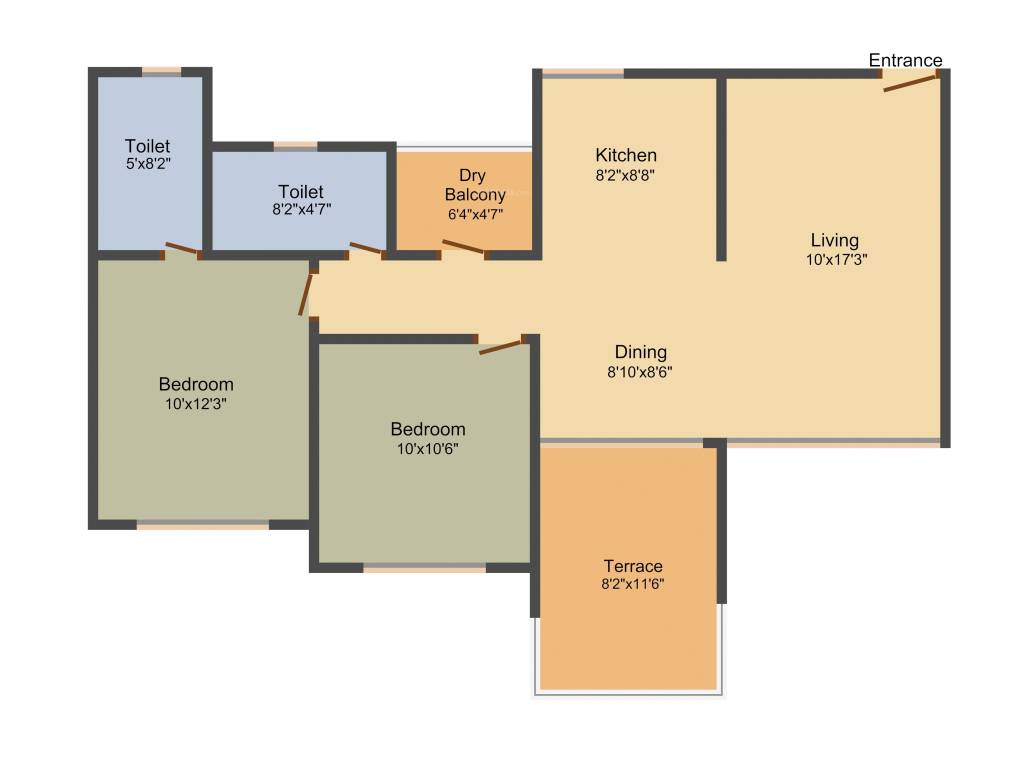 Entrance
Toilet
5'x8'2"
Toilet
8'2"x4'7"
Dry
Balcony
6'4"x4'7"
Kitchen
8'2"x8'8"
Living
10'x17'3"
Dining
8'10'x8'6"
Bedroom
10'x12'3"
Bedroom
10'x10'6"
Terrace
8'2"x11'6"